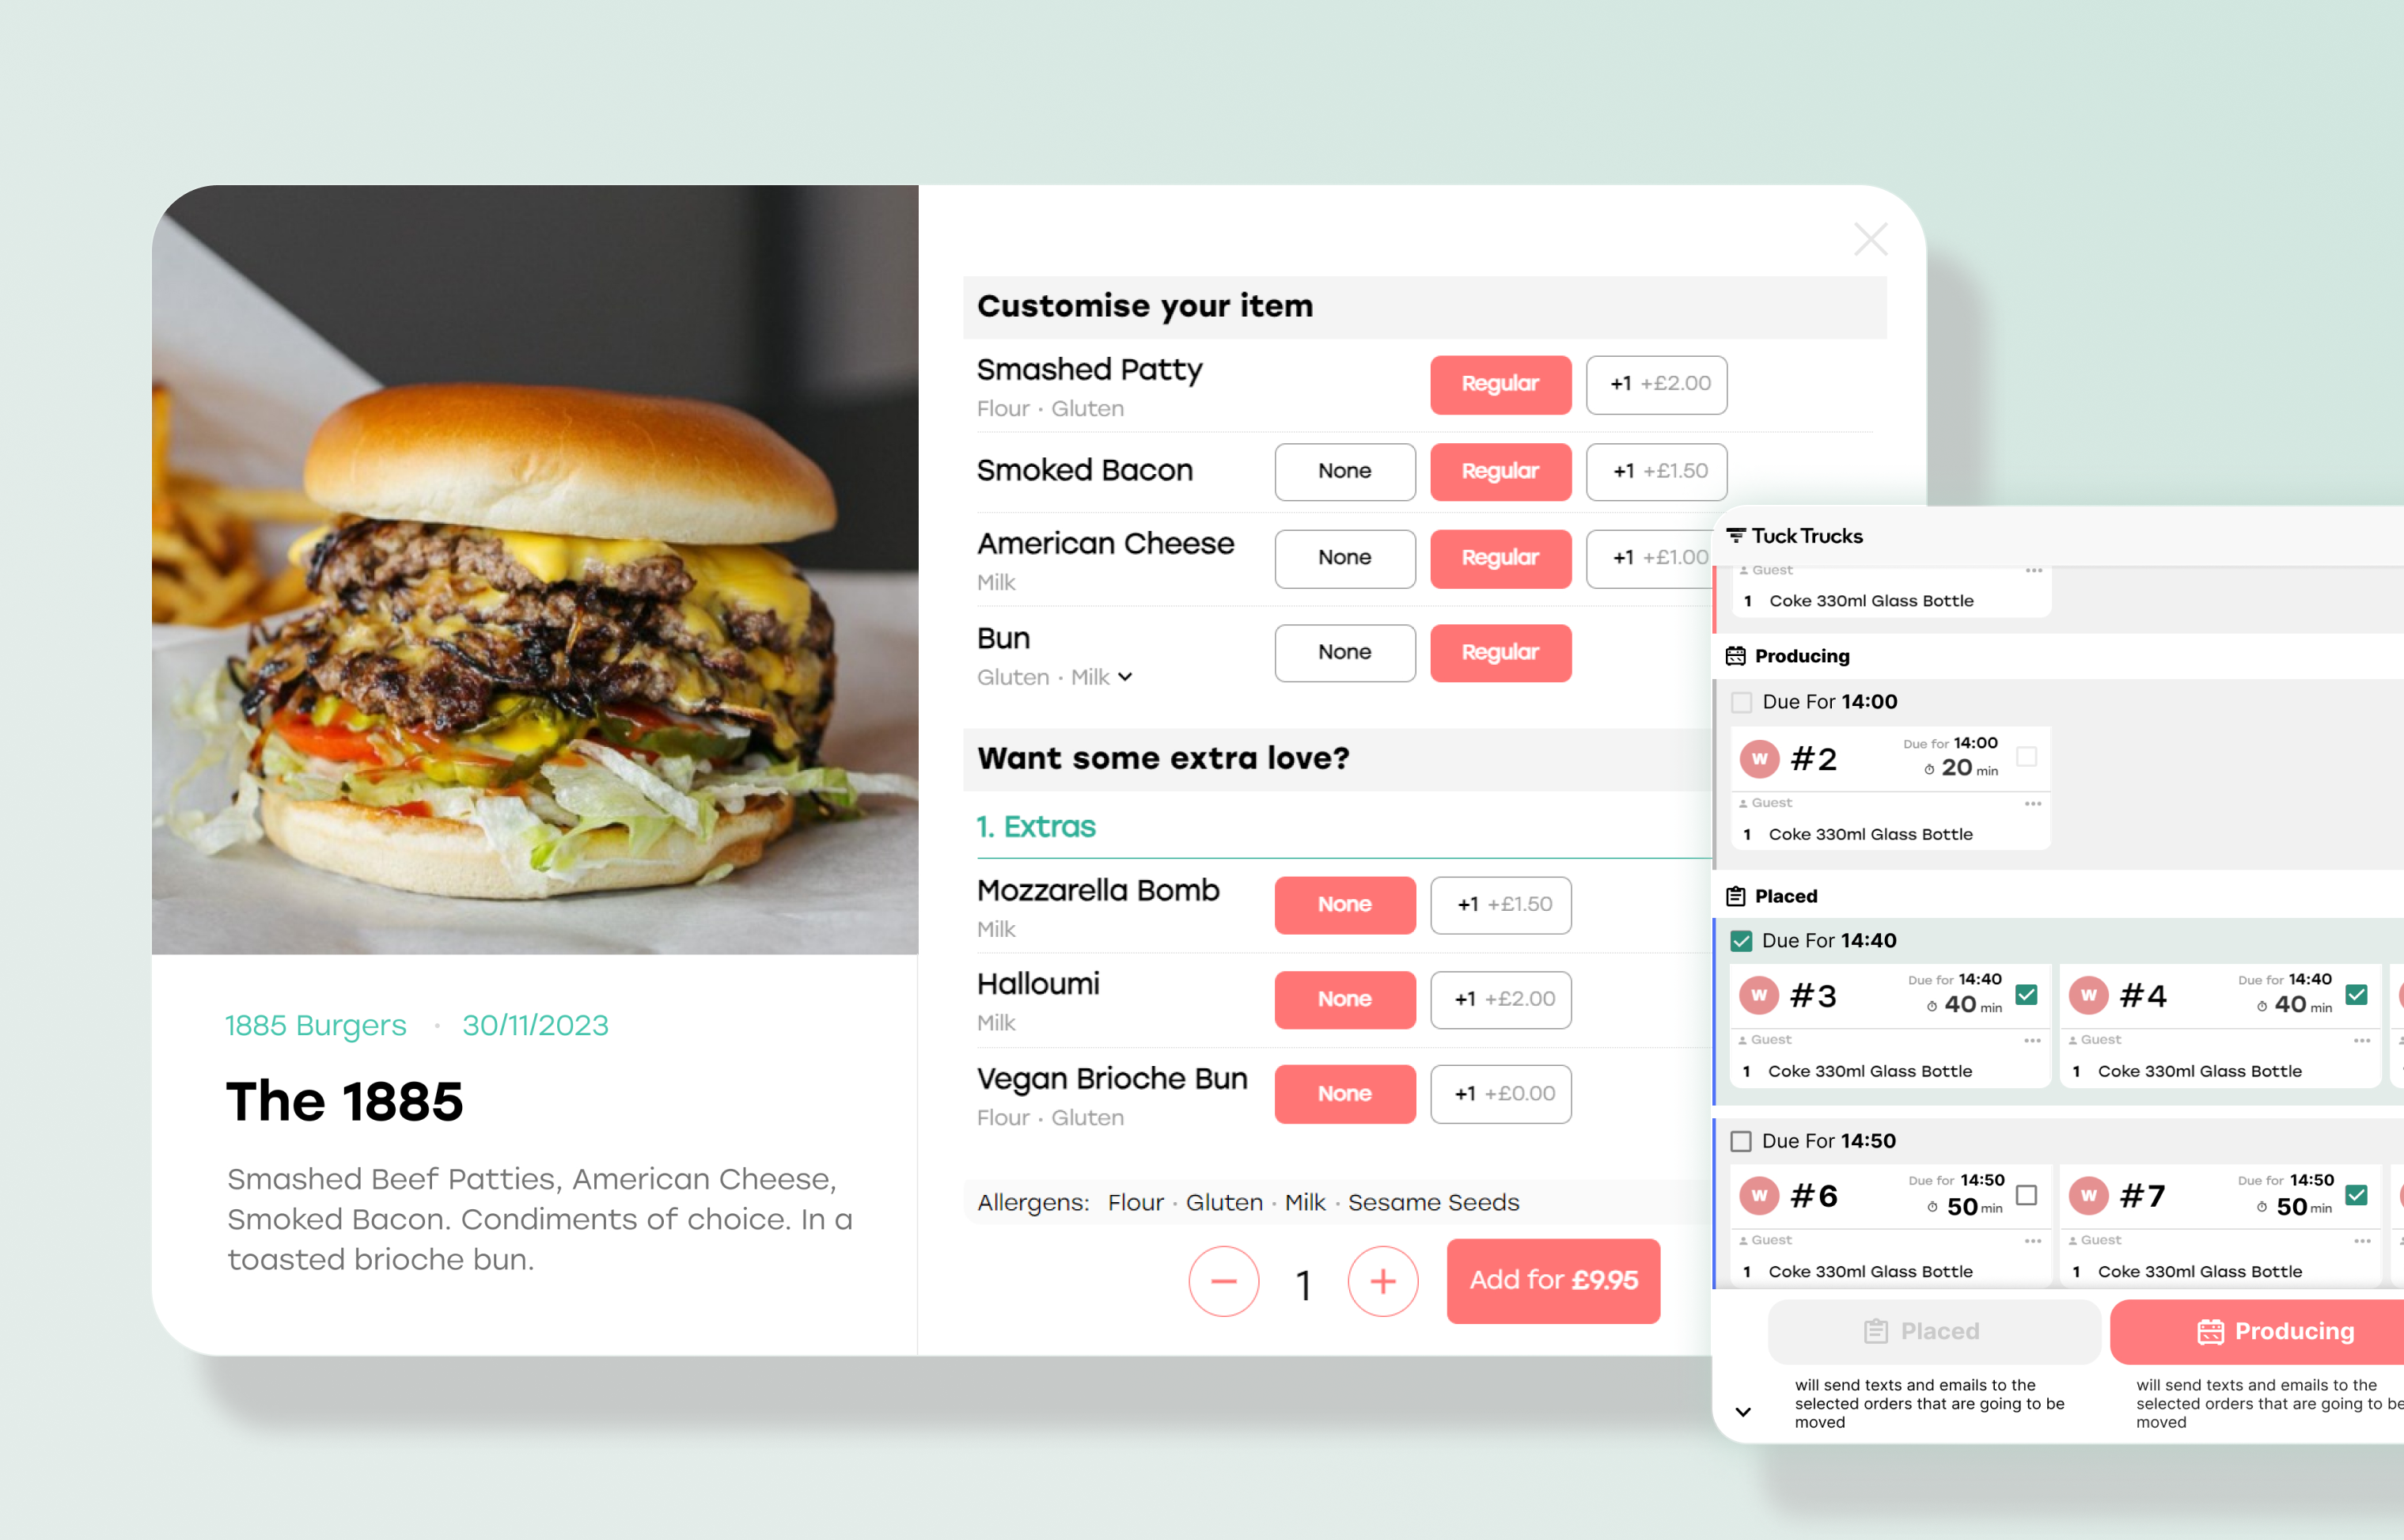 Customise your item
Smashed Patty
Regular
+1 +£2.00
Flour · Gluten
Smoked Bacon
None
Regular
+1 +£1.50
American Cheese
None
Regular
+1 +£1.00
Milk
Bun
None
Regular
Gluten · Milk
Want some extra love?
1. Extras
Mozzarella Bomb
None
+1 +£1.50
Milk
Halloumi
None
+1 +£2.00
Milk
Vegan Brioche Bun
None
+1 +£0.00
Flour · Gluten
Allergens: Flour · Gluten · Milk · Sesame Seeds
1
Add for £9.95
1885 Burgers · 30/11/2023
The 1885
Smashed Beef Patties, American Cheese,
Smoked Bacon. Condiments of choice. In a
toasted brioche bun.
Tuck Trucks
Guest
1 Coke 330ml Glass Bottle
Producing
Due For 14:00
W #2
Due for 14:00
20 min
Guest
1 Coke 330ml Glass Bottle
Placed
Due For 14:40
W #3
Due for 14:40
40 min
Guest
1 Coke 330ml Glass Bottle
W #4
Due for 14:40
40 min
Guest
1 Coke 330ml Glass Bottle
Due For 14:50
W #6
Due for 14:50
50 min
Guest
1 Coke 330ml Glass Bottle
W #7
Due for 14:50
50 min
Guest
1 Coke 330ml Glass Bottle
Placed
will send texts and emails to the
selected orders that are going to be
moved
Producing
will send texts and emails to the
selected orders that are going to be
moved